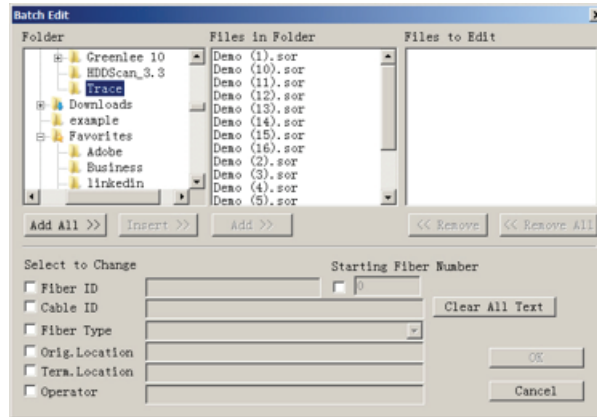 Batch Edit
Folder
Greenlee 10
HDDScan_3.3
Trace
Downloads
example
Favorites
Adobe
Business
linkedin
Files in Folder
Demo (1).sor
Demo (10).sor
Demo (11).sor
Demo (12).sor
Demo (13).sor
Demo (14).sor
Demo (15).sor
Demo (16).sor
Demo (2).sor
Demo (3).sor
Demo (4).sor
Demo (5).sor
Files to Edit
Add All >> Insert >> Add >> << Remove << Remove All
Select to Change Starting Fiber Number
Fiber ID 0
Cable ID Clear All Text
Fiber Type
Orig.Location OK
Term.Location
Operator Cancel